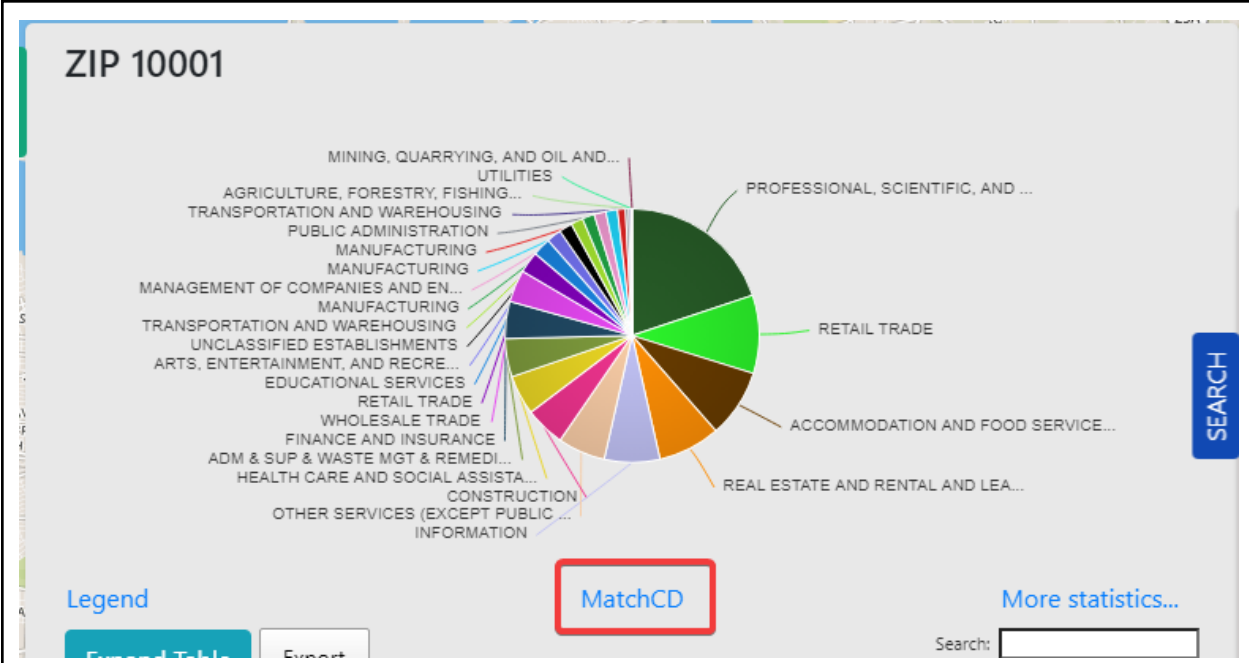 ZIP 10001
MINING, QUARRYING, AND OIL AND...
UTILITIES
AGRICULTURE, FORESTRY, FISHING...
TRANSPORTATION AND WAREHOUSING
PUBLIC ADMINISTRATION
MANUFACTURING
MANUFACTURING
MANAGEMENT OF COMPANIES AND EN...
MANUFACTURING
TRANSPORTATION AND WAREHOUSING
UNCLASSIFIED ESTABLISHMENTS
ARTS, ENTERTAINMENT, AND RECRE...
EDUCATIONAL SERVICES
RETAIL TRADE
WHOLESALE TRADE
FINANCE AND INSURANCE
ADM & SUP & WASTE MGT & REMEDI...
HEALTH CARE AND SOCIAL ASSISTA...
CONSTRUCTION
OTHER SERVICES (EXCEPT PUBLIC ...
INFORMATION
PROFESSIONAL, SCIENTIFIC, AND ...
RETAIL TRADE
ACCOMMODATION AND FOOD SERVICE...
REAL ESTATE AND RENTAL AND LEA...
SEARCH
Legend
MatchCD
More statistics...
Expand Table
Export
Search: